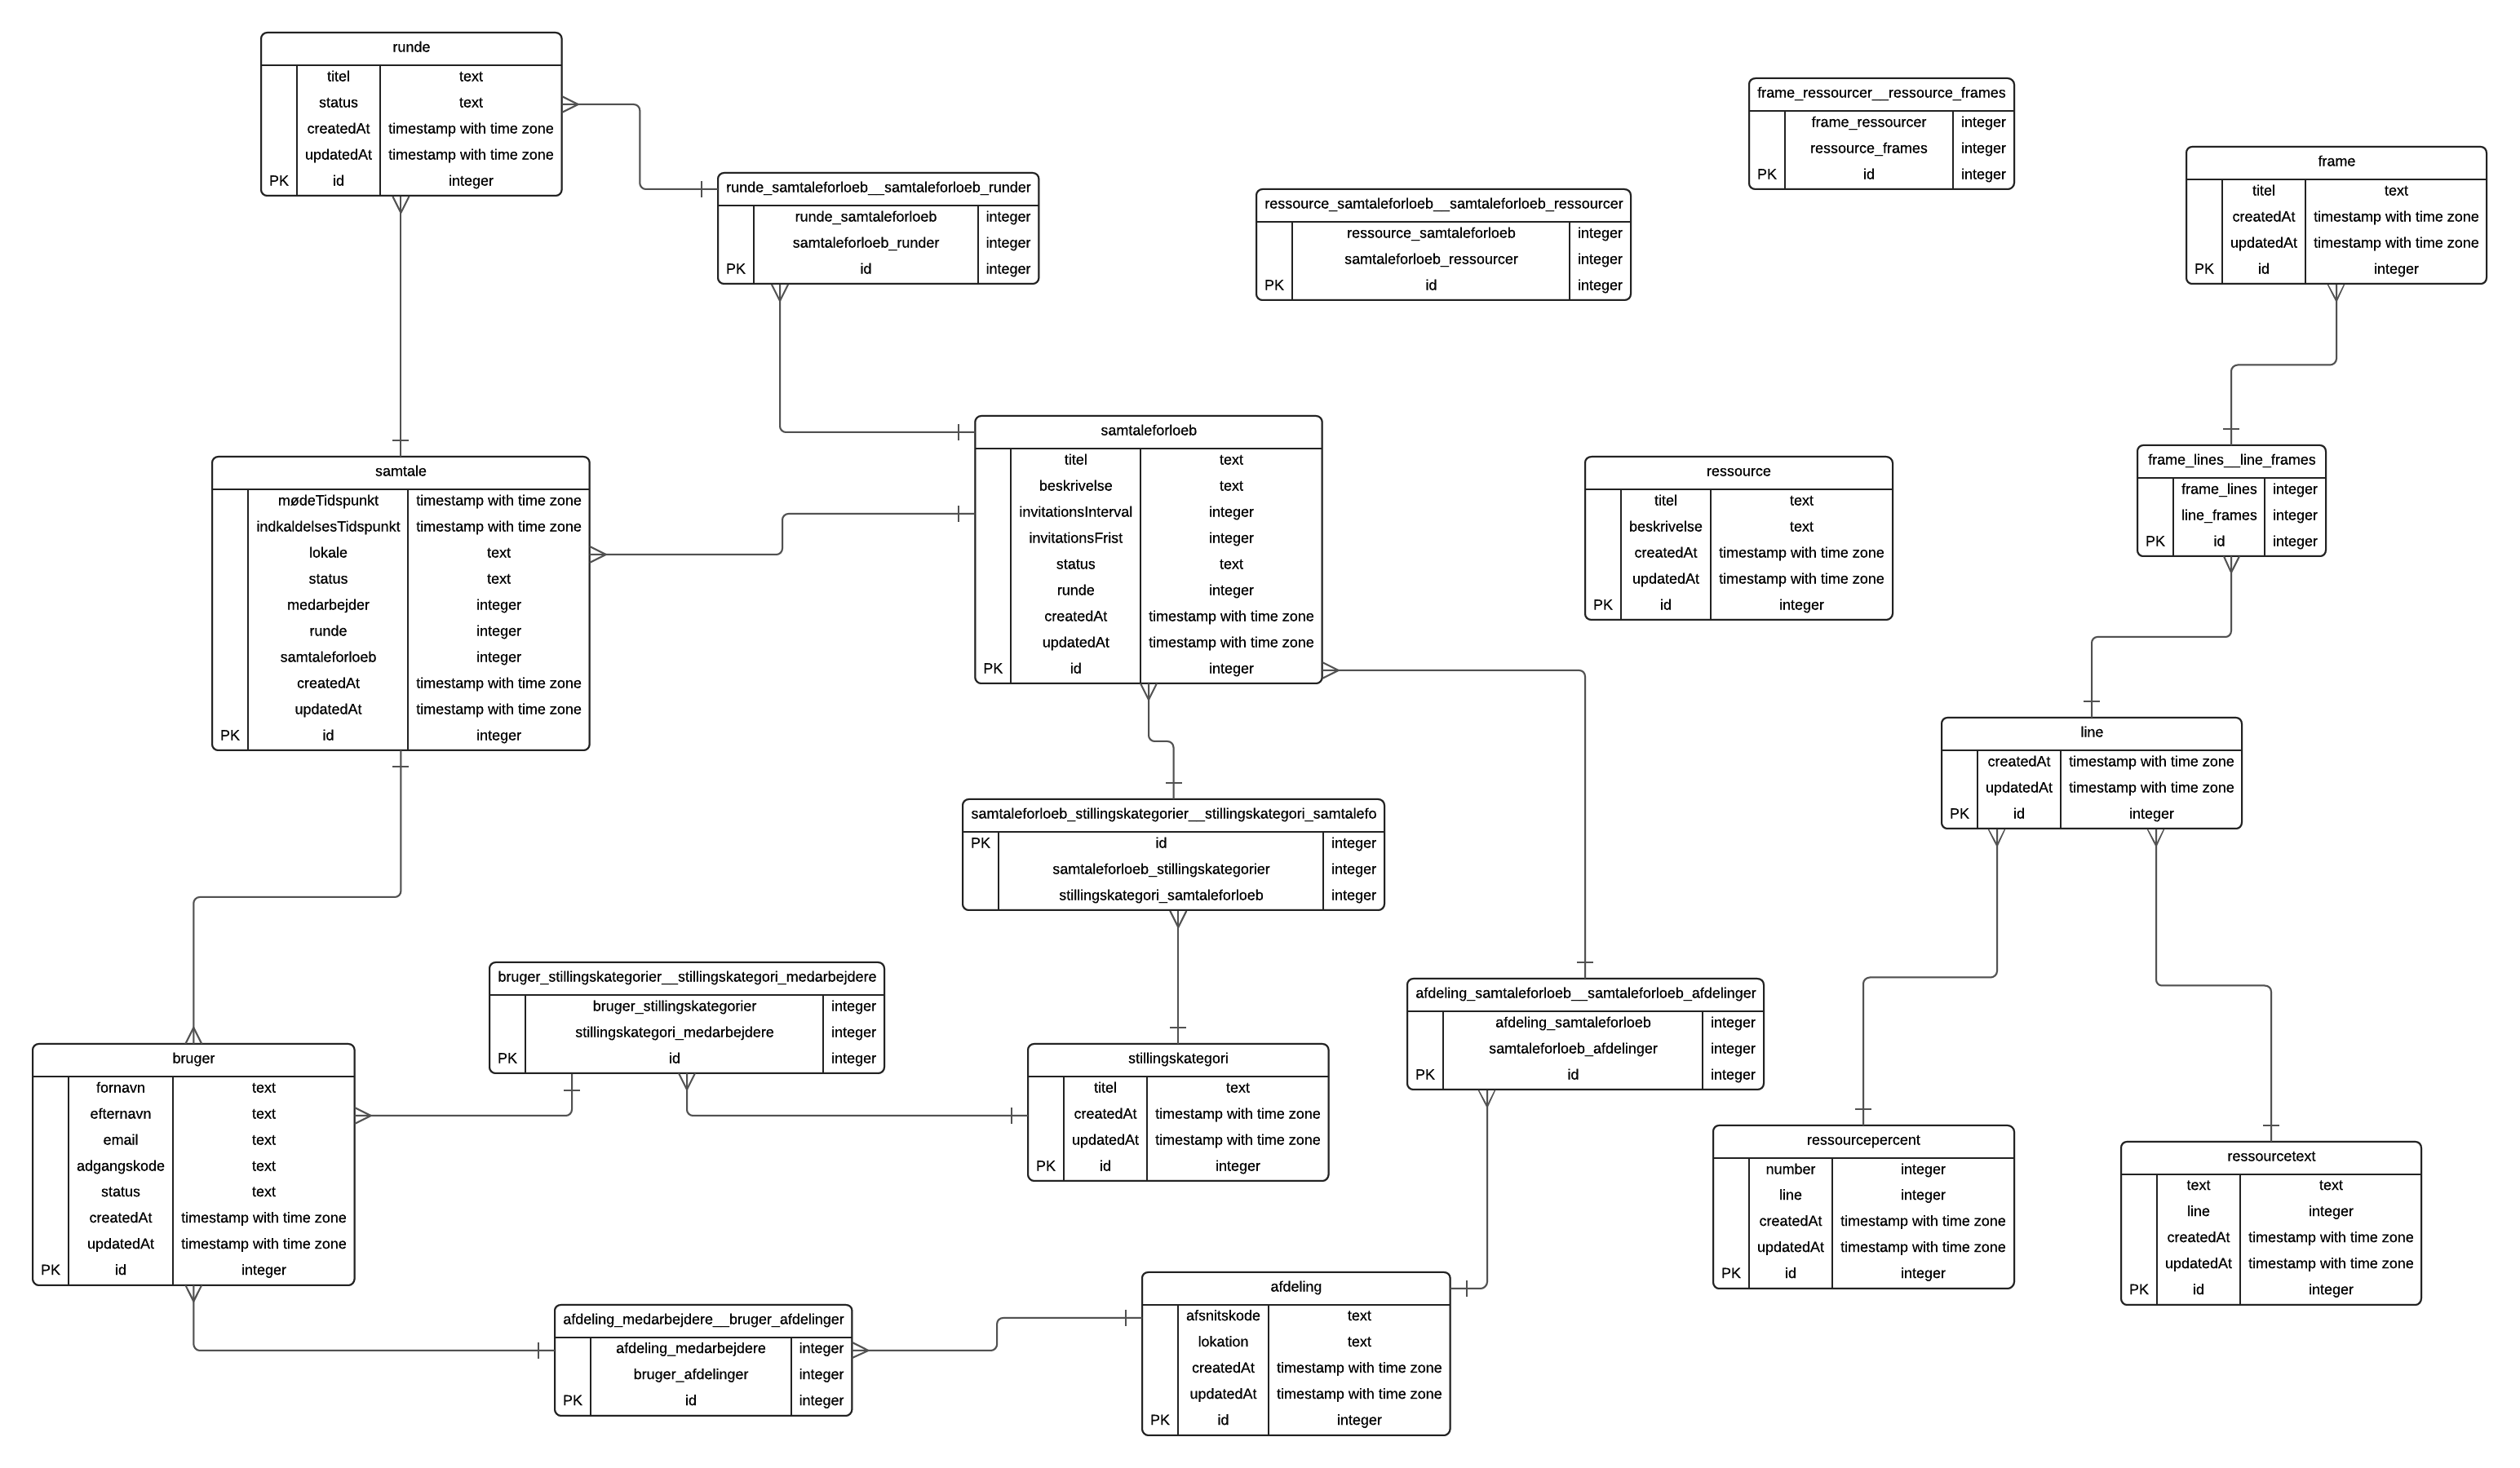 runde
titel text
status text
createdAt timestamp with time zone
updatedAt timestamp with time zone
PK id integer
runde_samtaleforloeb__samtaleforloeb_runder
runde_samtaleforloeb integer
samtaleforloeb_runder integer
PK id integer
ressource_samtaleforloeb__samtaleforloeb_ressourcer
ressource_samtaleforloeb integer
samtaleforloeb_ressourcer integer
PK id integer
frame_ressourcer__ressource_frames
frame_ressourcer integer
ressource_frames integer
PK id integer
frame
titel text
createdAt timestamp with time zone
updatedAt timestamp with time zone
PK id integer
samtale
mødeTidspunkt timestamp with time zone
indkaldelsesTidspunkt timestamp with time zone
lokale text
status text
medarbejder integer
runde integer
samtaleforloeb integer
createdAt timestamp with time zone
updatedAt timestamp with time zone
PK id integer
samtaleforloeb
titel text
beskrivelse text
invitationsInterval integer
invitationsFrist integer
status text
runde integer
createdAt timestamp with time zone
updatedAt timestamp with time zone
PK id integer
ressource
titel text
beskrivelse text
createdAt timestamp with time zone
updatedAt timestamp with time zone
PK id integer
frame_lines__line_frames
frame_lines integer
line_frames integer
PK id integer
line
createdAt timestamp with time zone
updatedAt timestamp with time zone
PK id integer
samtaleforloeb_stillingskategorier__stillingskategori_samtalefo
PK id integer
samtaleforloeb_stillingskategorier integer
stillingskategori_samtaleforloeb integer
bruger_stillingskategorier__stillingskategori_medarbejdere
bruger_stillingskategorier integer
stillingskategori_medarbejdere integer
PK id integer
afdeling_samtaleforloeb__samtaleforloeb_afdelinger
afdeling_samtaleforloeb integer
samtaleforloeb_afdelinger integer
PK id integer
bruger
fornavn text
efternavn text
email text
adgangskode text
status text
createdAt timestamp with time zone
updatedAt timestamp with time zone
PK id integer
stillingskategori
titel text
createdAt timestamp with time zone
updatedAt timestamp with time zone
PK id integer
ressourcepercent
number integer
line integer
createdAt timestamp with time zone
updatedAt timestamp with time zone
PK id integer
ressourcetext
text text
line integer
createdAt timestamp with time zone
updatedAt timestamp with time zone
PK id integer
afdeling_medarbejdere__bruger_afdelinger
afdeling_medarbejdere integer
bruger_afdelinger integer
PK id integer
afdeling
afsnitskode text
lokation text
createdAt timestamp with time zone
updatedAt timestamp with time zone
PK id integer